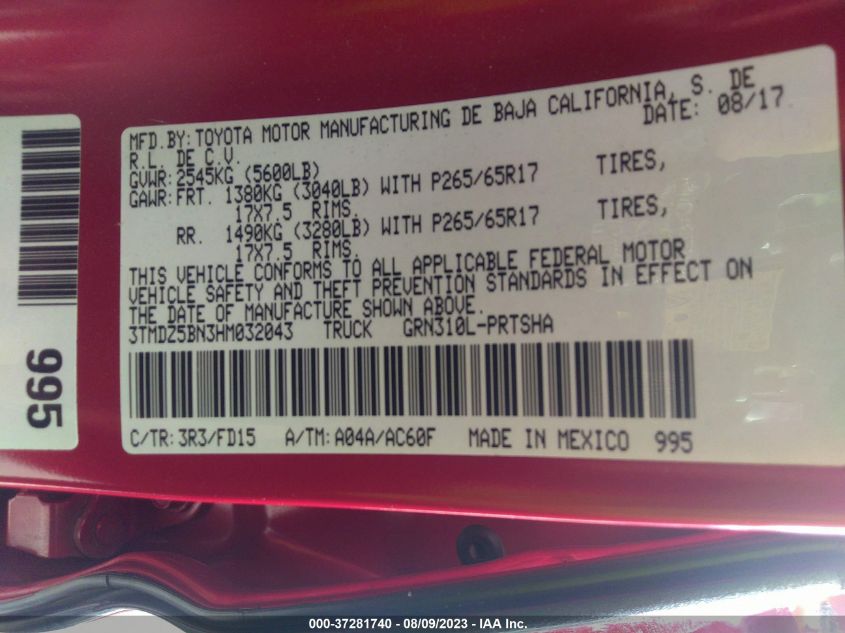 MFD.BY: TOYOTA MOTOR MANUFACTURING DE BAJA CALIFORNIA, S. DE
R.L. DE C.V. DATE: 08/17
GVWR: 2545KG (5600LB)
GAWR: FRT. 1380KG (3040LB) WITH P265/65R17 TIRES,
17X7.5 RIMS.
RR. 1490KG (3280LB) WITH P265/65R17 TIRES,
17X7.5 RIMS.
THIS VEHICLE CONFORMS TO ALL APPLICABLE FEDERAL MOTOR
VEHICLE SAFETY AND THEFT PREVENTION STANDARDS IN EFFECT ON
THE DATE OF MANUFACTURE SHOWN ABOVE.
3TMDZ5BN3HM032043 TRUCK GRN310L-PRTSHA
C/TR: 3R3/FD15 A/TM: A04A/AC60F MADE IN MEXICO 995
995
000-37281740 - 08/09/2023 - IAA Inc.